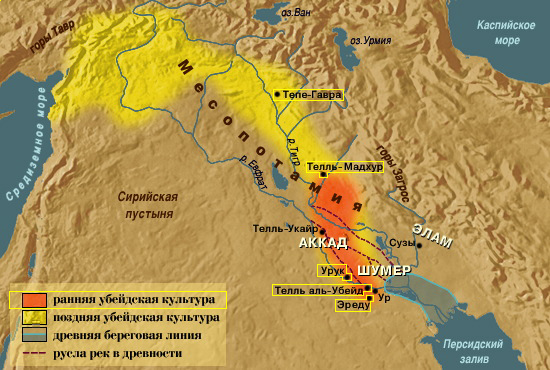 оз.Ван
Каспийское
море
горы Тавр
оз.Урмия
Средиземное море
Месопотамия
Тепе-Гавра
р.Тигр
р.Евфрат
горы Загрос
Телль-Мадхур
Сирийская
пустыня
Телль-Укайр
АККАД
ЭЛАМ
Сузы
Урук
ШУМЕР
Телль аль-Убейд
Ур
Эреду
ранняя убейдская культура
поздняя убейдская культура
древняя береговая линия
русла рек в древности
Персидский
залив